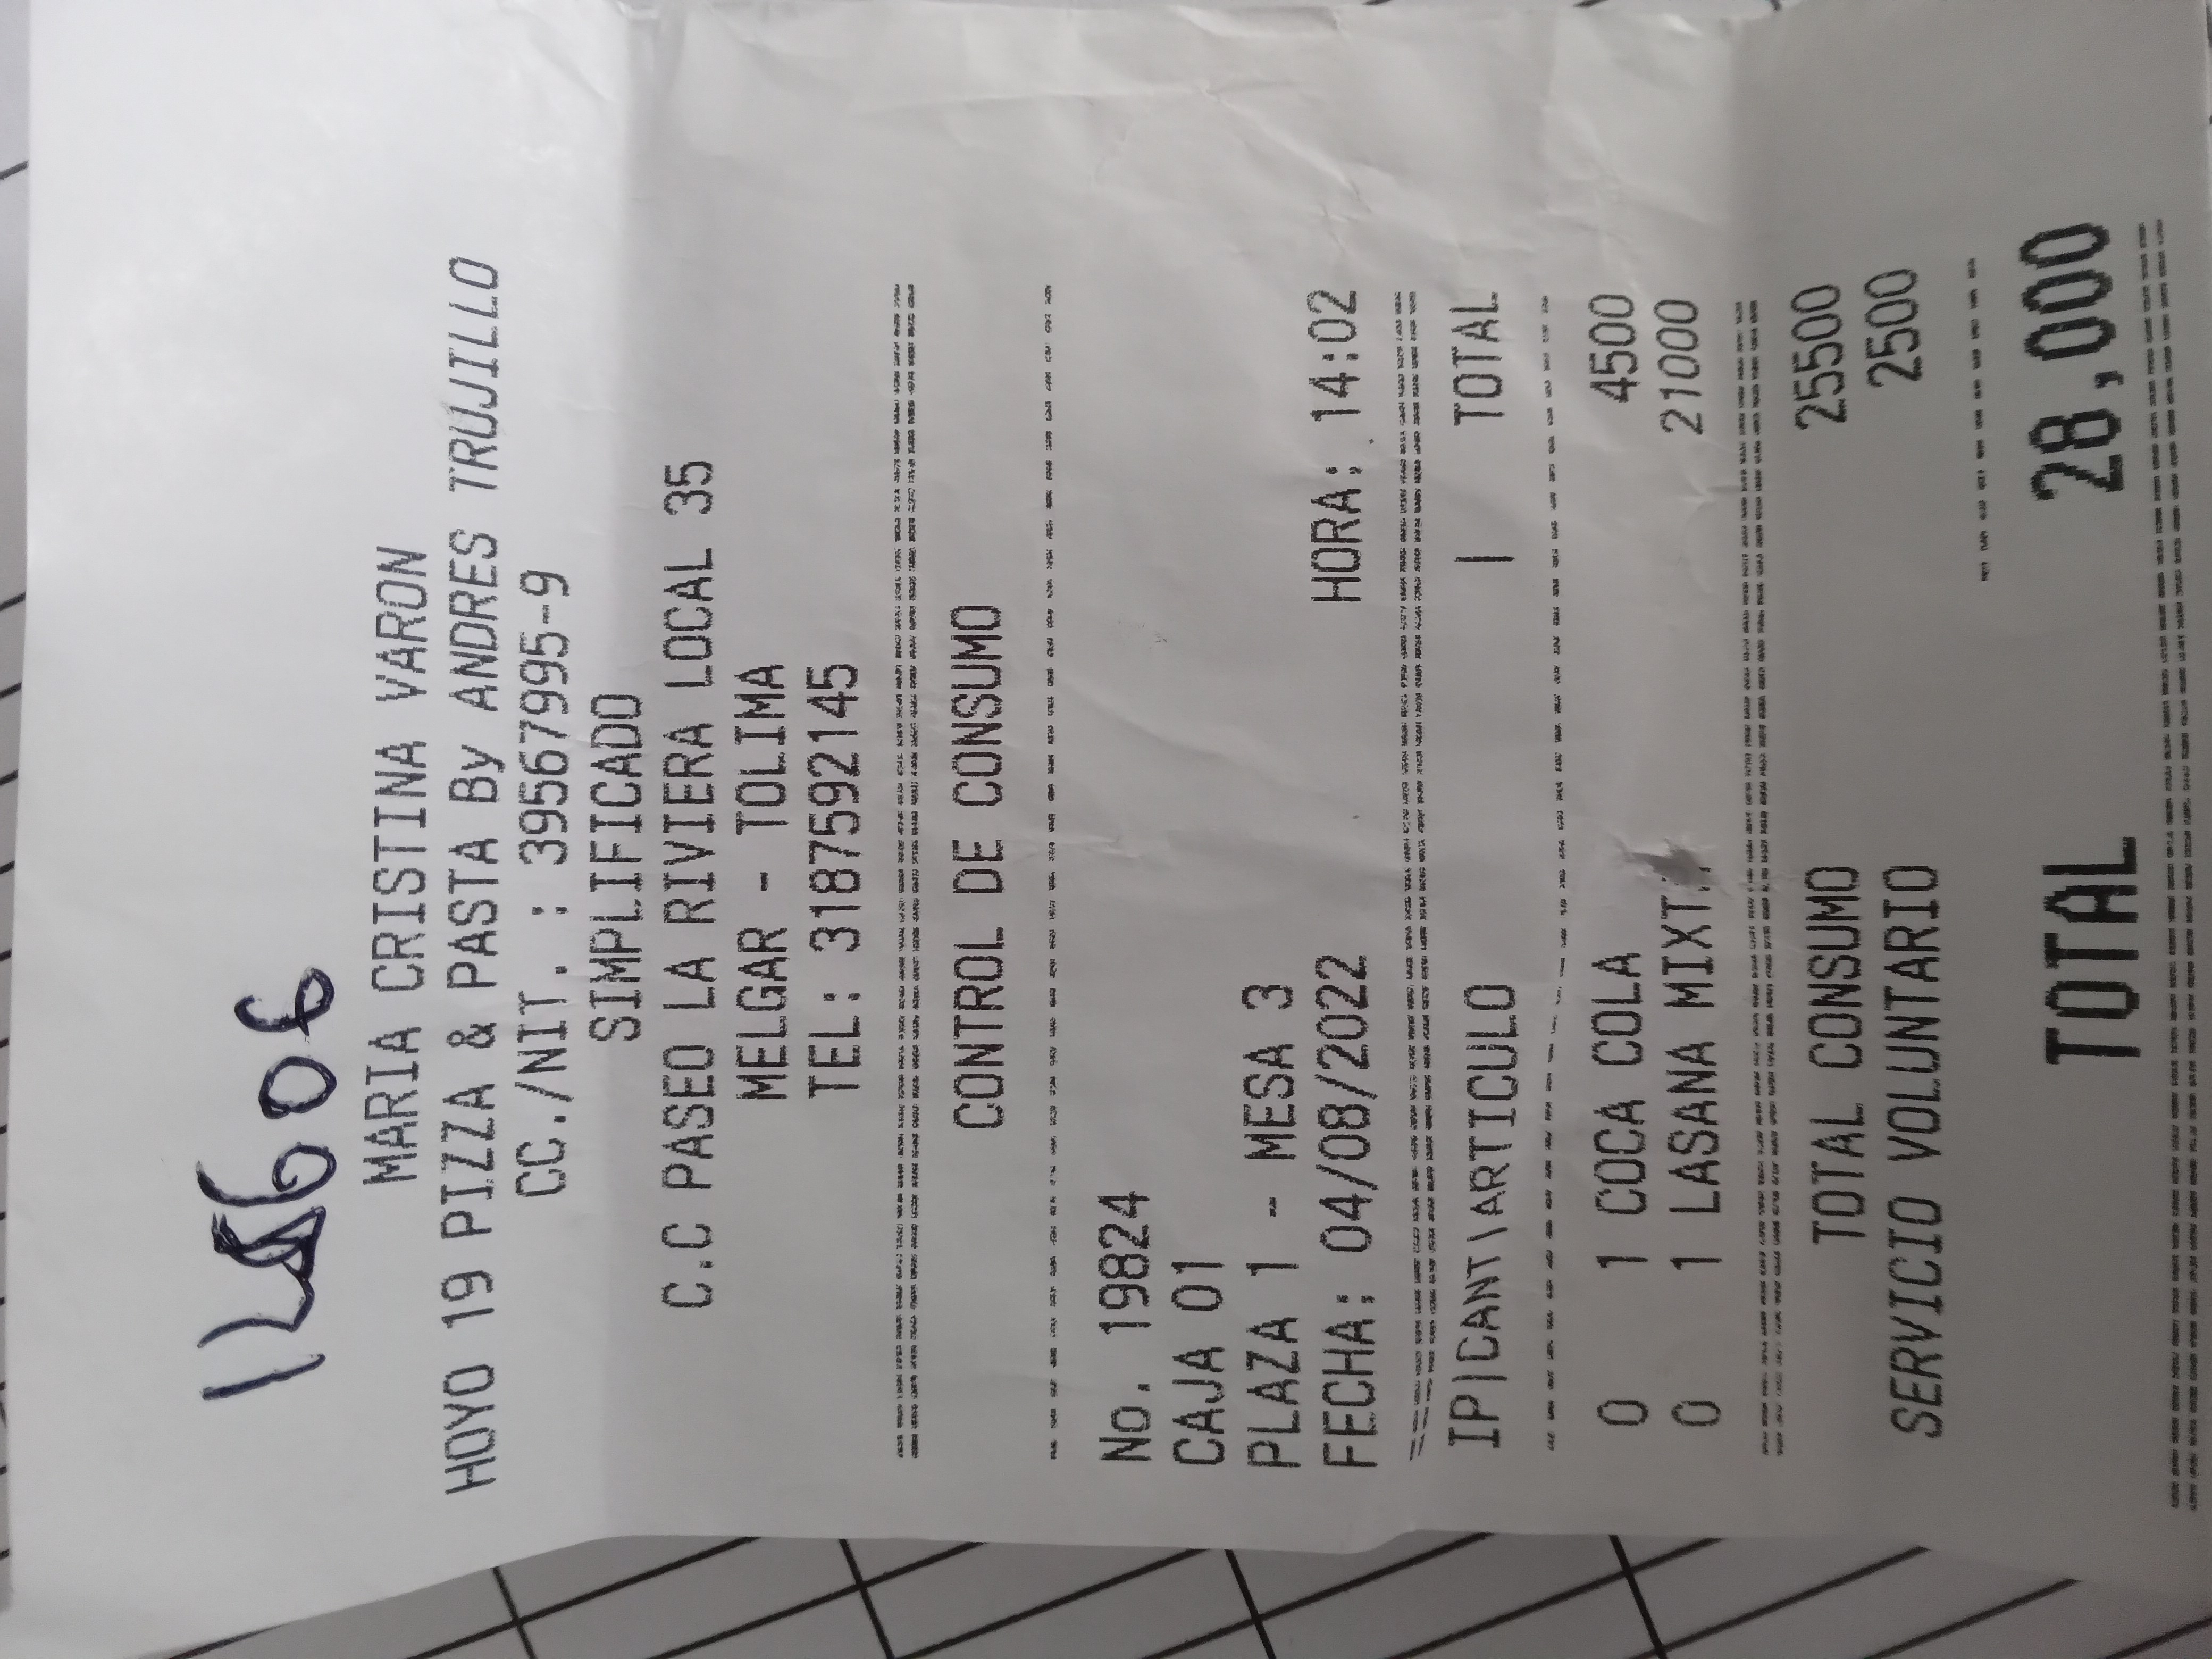 MARIA CRISTINA VARON
HOYO 19 PIZZA & PASTA By ANDRES TRUJILLO
CC./NIT. : 39567995-9
SIMPLIFICADO
C.C PASEO LA RIVIERA LOCAL 35
MELGAR - TOLIMA
TEL: 3187592145
CONTROL DE CONSUMO
No. 19824
CAJA 01
PLAZA 1 - MESA 3
FECHA: 04/08/2022 HORA: 14:02
IP|CANT\ARTICULO | TOTAL
0 1 COCA COLA 4500
0 1 LASANA MIXTA 21000
TOTAL CONSUMO 25500
SERVICIO VOLUNTARIO 2500
TOTAL 28,000